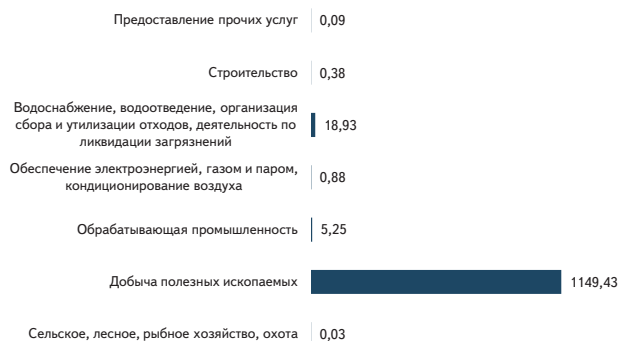 Предоставление прочих услуг 0,09
Строительство 0,38
Водоснабжение, водоотведение, организация
сбора и утилизации отходов, деятельность по
ликвидации загрязнений
18,93
Обеспечение электроэнергией, газом и паром,
кондиционирование воздуха
0,88
Обрабатывающая промышленность 5,25
Добыча полезных ископаемых 1149,43
Сельское, лесное, рыбное хозяйство, охота 0,03